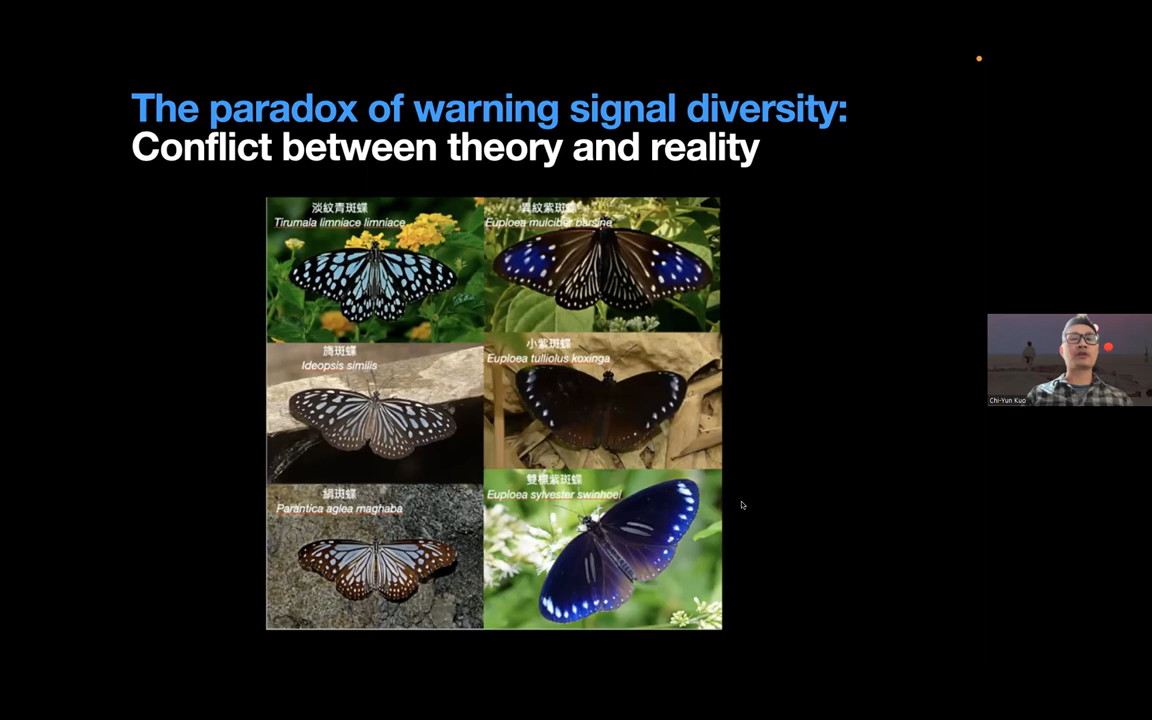 The paradox of warning signal diversity:
Conflict between theory and reality
淡紋青斑蝶
Tirumala limniace limniace
異紋紫斑蝶
Euploea mulciber barsine
旖斑蝶
Ideopsis similis
小紫斑蝶
Euploea tulliolus koxinga
絹斑蝶
Parantica aglea maghaba
雙標紫斑蝶
Euploea sylvester swinhoei
Chi-Yun Kuo